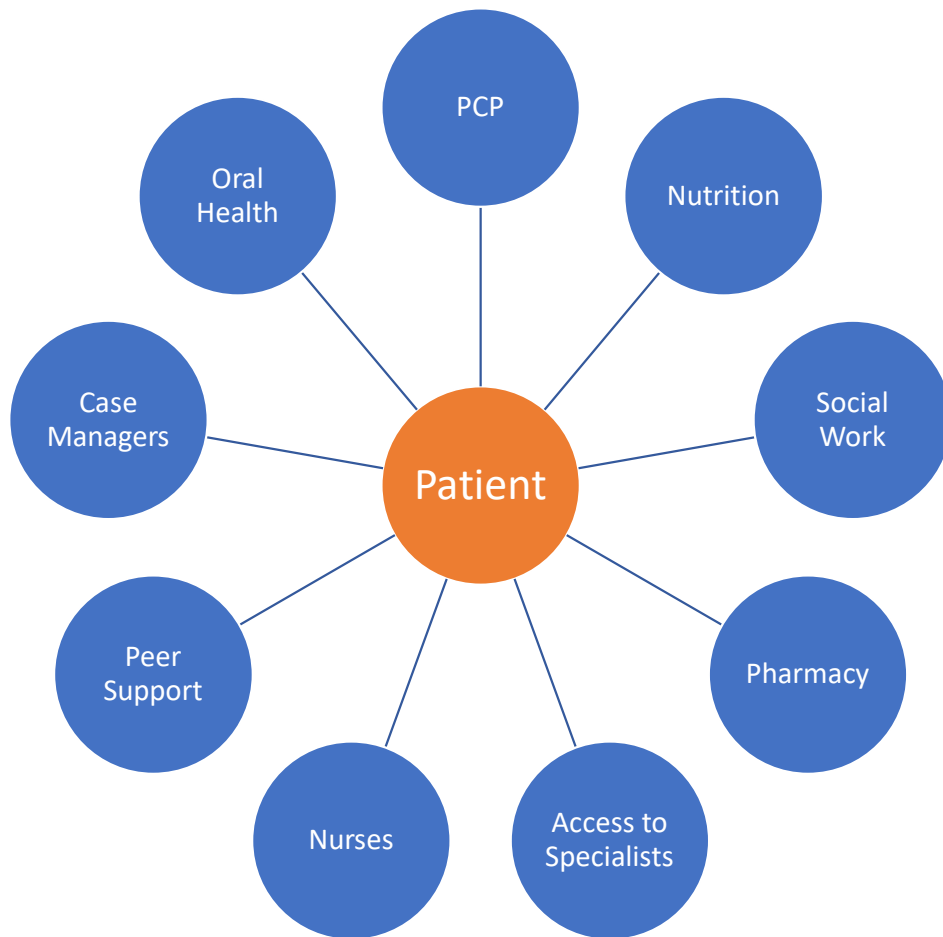 PCP
Nutrition
Social
Work
Pharmacy
Access to
Specialists
Nurses
Peer
Support
Case
Managers
Oral
Health
Patient